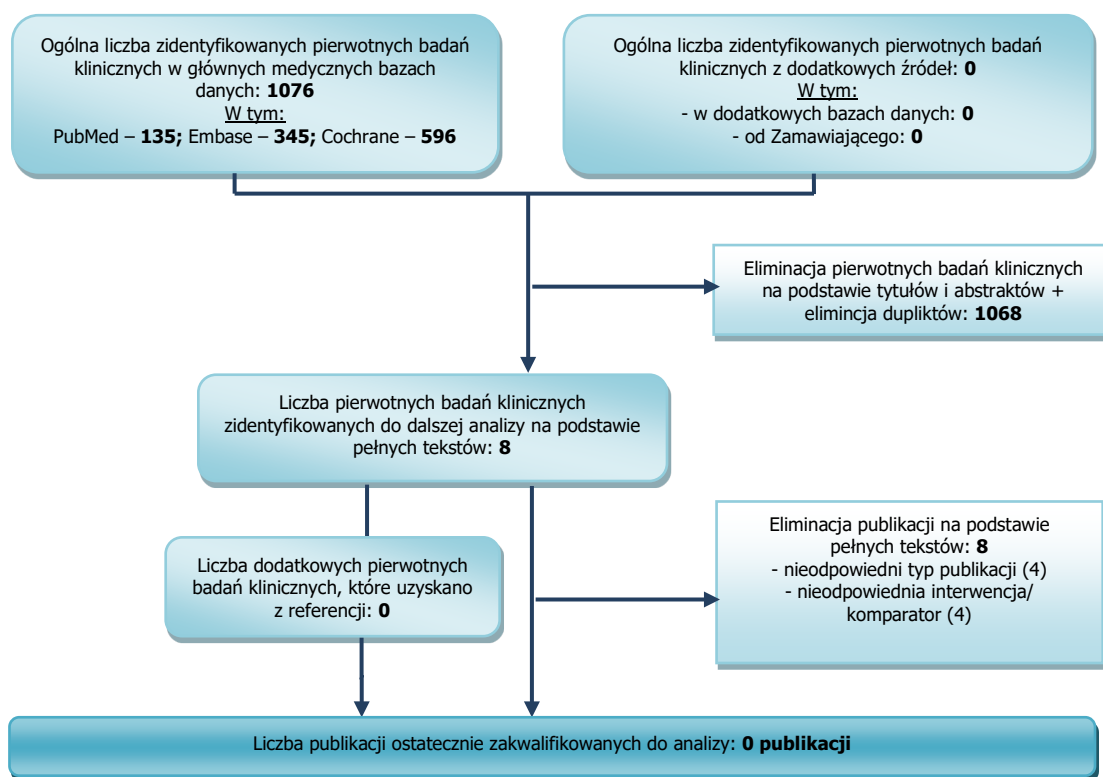 Ogólna liczba zidentyfikowanych pierwotnych badań
klinicznych w głównych medycznych bazach
danych: 1076
W tym:
PubMed – 135; Embase – 345; Cochrane – 596
Ogólna liczba zidentyfikowanych pierwotnych badań
klinicznych z dodatkowych źródeł: 0
W tym:
- w dodatkowych bazach danych: 0
- od Zamawiającego: 0
Eliminacja pierwotnych badań klinicznych
na podstawie tytułów i abstraktów +
elimincja dupliktów: 1068
Liczba pierwotnych badań klinicznych
zidentyfikowanych do dalszej analizy na podstawie
pełnych tekstów: 8
Liczba dodatkowych pierwotnych
badań klinicznych, które uzyskano
z referencji: 0
Eliminacja publikacji na podstawie
pełnych tekstów: 8
- nieodpowiedni typ publikacji (4)
- nieodpowiednia interwencja/
komparator (4)
Liczba publikacji ostatecznie zakwalifikowanych do analizy: 0 publikacji